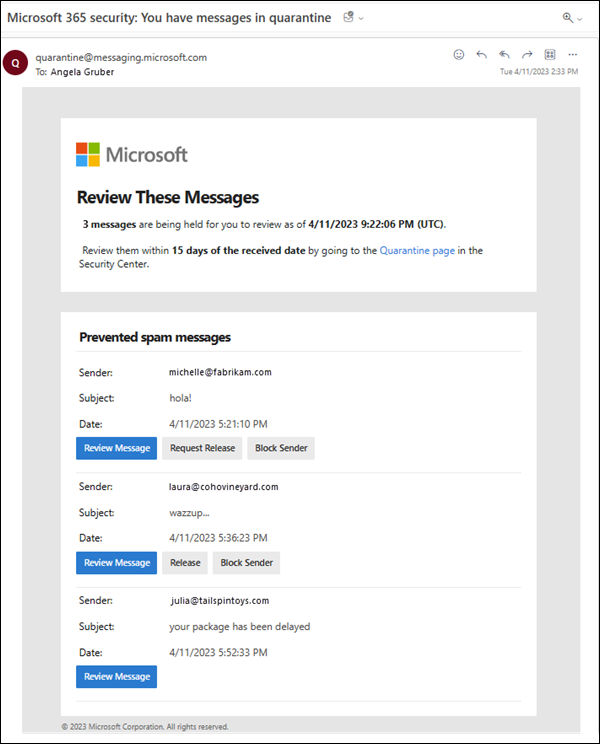 Microsoft 365 security: You have messages in quarantine
Q
quarantine@messaging.microsoft.com
To: Angela Gruber
Tue 4/11/2023 2:33 PM
Microsoft
Review These Messages
3 messages are being held for you to review as of 4/11/2023 9:22:06 PM (UTC).
Review them within 15 days of the received date by going to the Quarantine page in the
Security Center.
Prevented spam messages
Sender: michelle@fabrikam.com
Subject: hola!
Date: 4/11/2023 5:21:10 PM
Review Message Request Release Block Sender
Sender: laura@cohovineyard.com
Subject: wazzup...
Date: 4/11/2023 5:36:23 PM
Review Message Release Block Sender
Sender: julia@tailspintoys.com
Subject: your package has been delayed
Date: 4/11/2023 5:52:33 PM
Review Message
© 2023 Microsoft Corporation. All rights reserved.